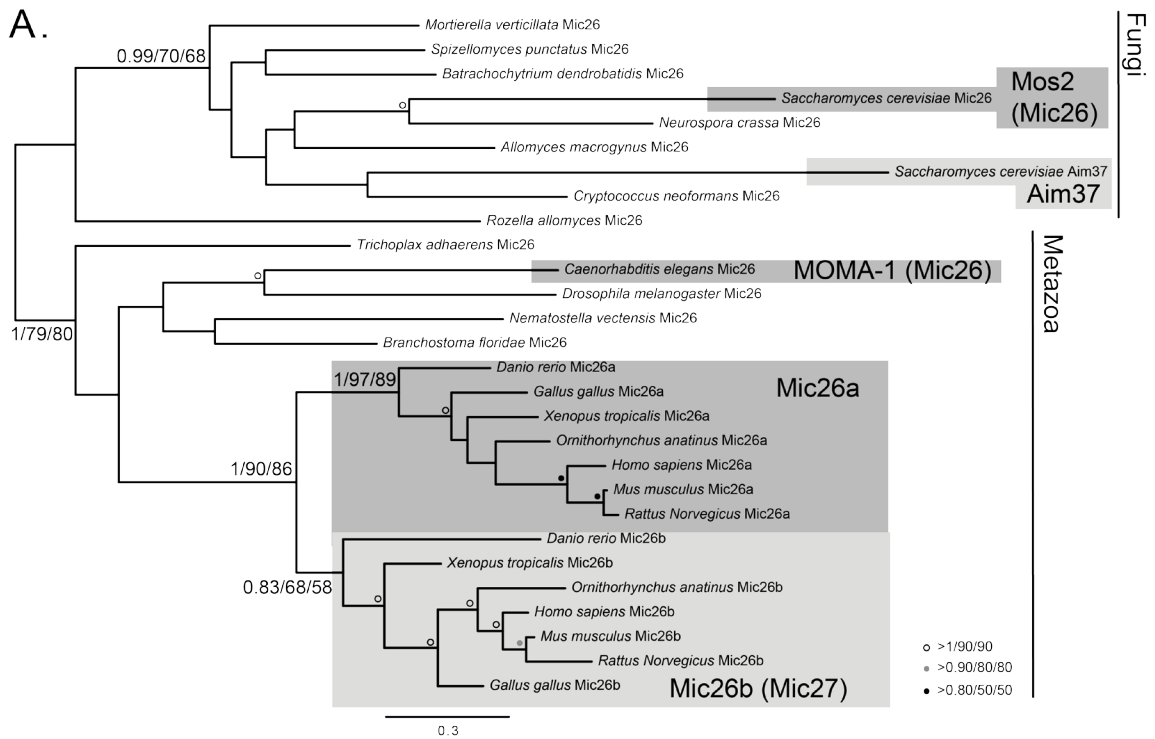 A.
Mortierella verticillata Mic26
0.99/70/68
Spizellomyces punctatus Mic26
Batrachochytrium dendrobatidis Mic26
Saccharomyces cerevisiae Mic26
Mos2
(Mic26)
Neurospora crassa Mic26
Allomyces macrogynus Mic26
Saccharomyces cerevisiae Aim37
Aim37
Cryptococcus neoformans Mic26
Rozella allomyces Mic26
Fungi
Trichoplax adhaerens Mic26
Caenorhabditis elegans Mic26
MOMA-1 (Mic26)
Drosophila melanogaster Mic26
Nematostella vectensis Mic26
1/79/80
Branchostoma floridae Mic26
Metazoa
Danio rerio Mic26a
1/97/89
Mic26a
Gallus gallus Mic26a
Xenopus tropicalis Mic26a
Ornithorhynchus anatinus Mic26a
1/90/86
Homo sapiens Mic26a
Mus musculus Mic26a
Rattus Norvegicus Mic26a
Danio rerio Mic26b
Xenopus tropicalis Mic26b
0.83/68/58
Ornithorhynchus anatinus Mic26b
Homo sapiens Mic26b
Mus musculus Mic26b
Rattus Norvegicus Mic26b
Gallus gallus Mic26b
Mic26b (Mic27)
>1/90/90
>0.90/80/80
>0.80/50/50
0.3